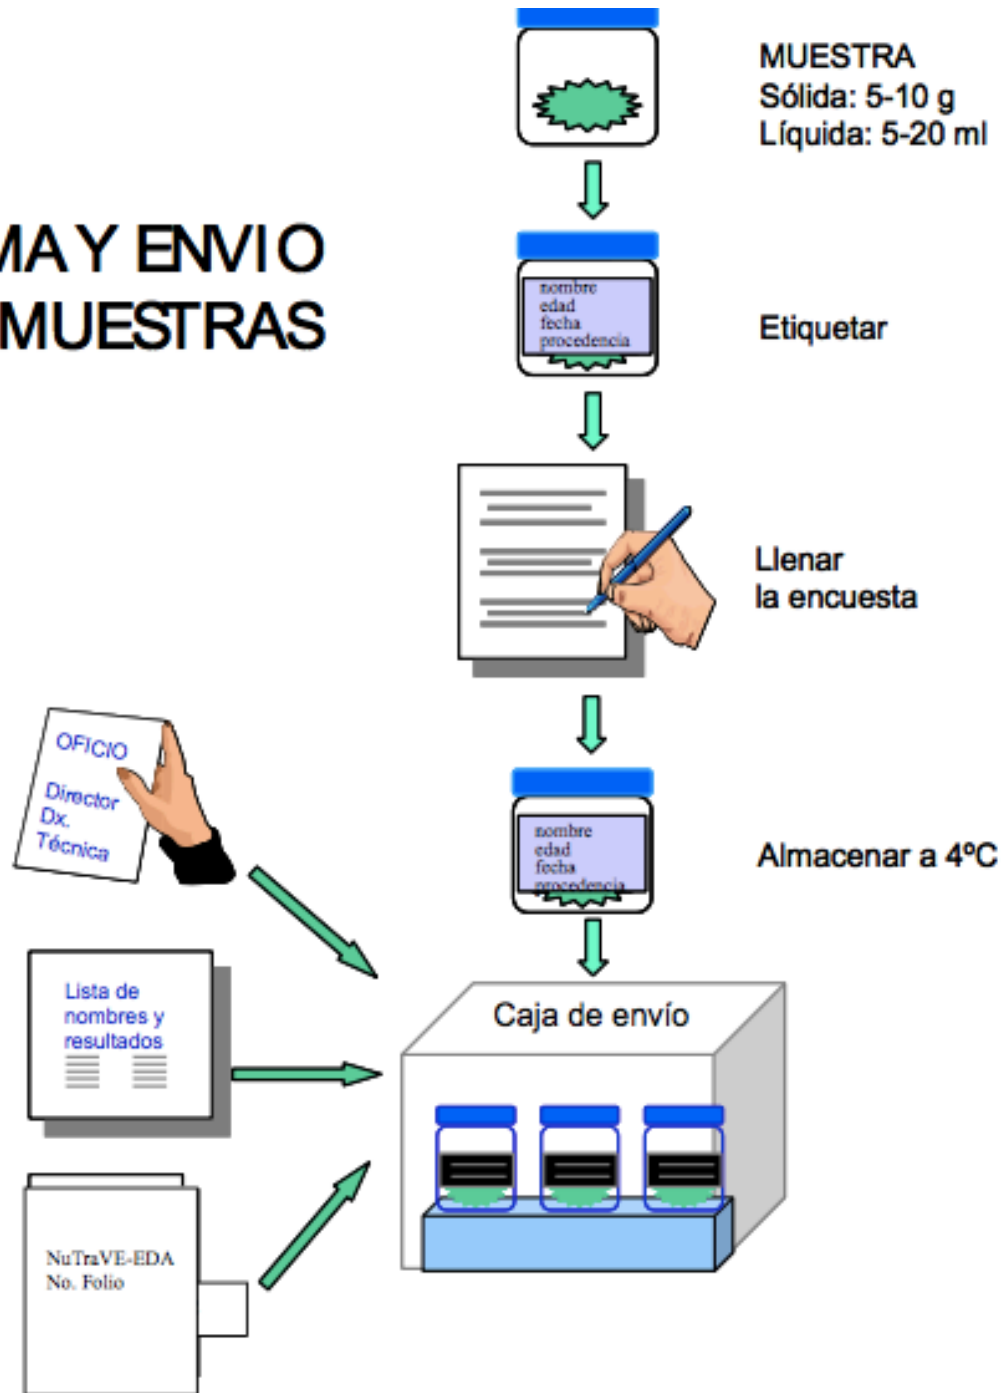 MUESTRA
Sólida: 5-10 g
Líquida: 5-20 ml
MA Y ENVIO
MUESTRAS
nombre
edad
fecha
procedencia
Etiquetar
Llenar
la encuesta
OFICIO
Director
Dx.
Técnica
nombre
edad
fecha
procedencia
Almacenar a 4ºC
Lista de
nombres y
resultados
Caja de envío
NuTraVE-EDA
No. Folio